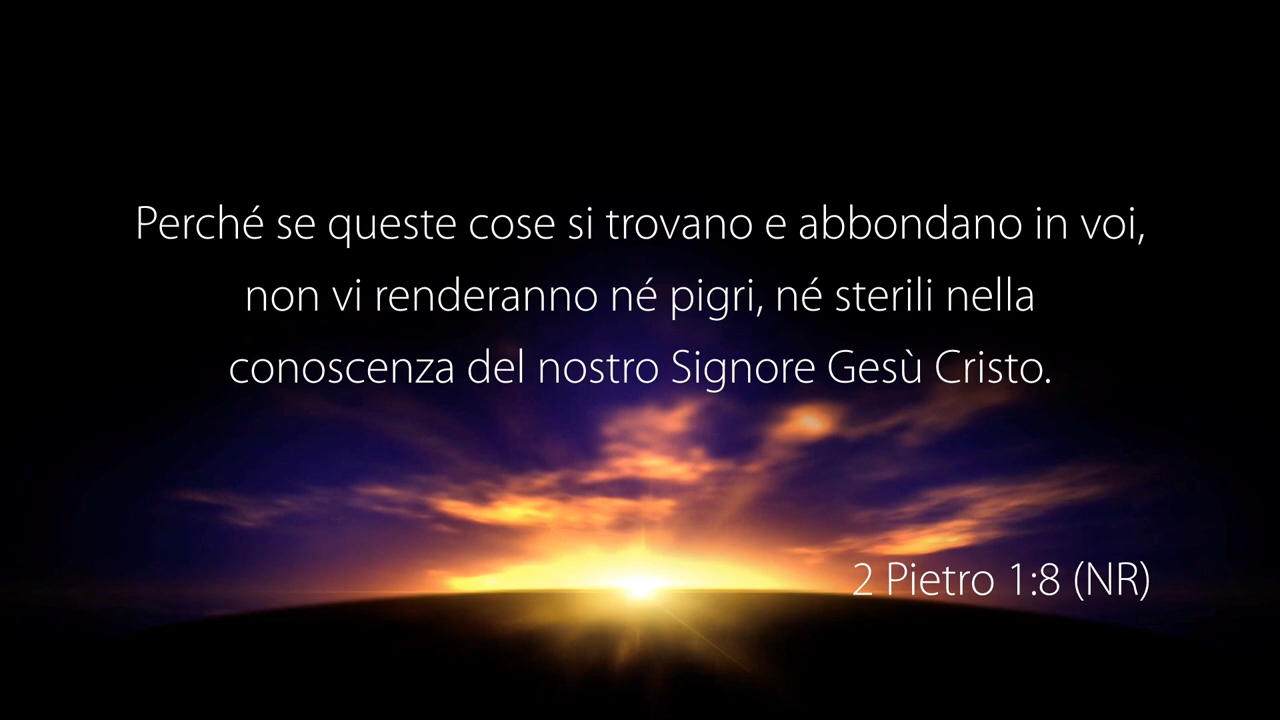 Perché se queste cose si trovano e abbondano in voi,
non vi renderanno né pigri, né sterili nella
conoscenza del nostro Signore Gesù Cristo.
2 Pietro 1:8 (NR)